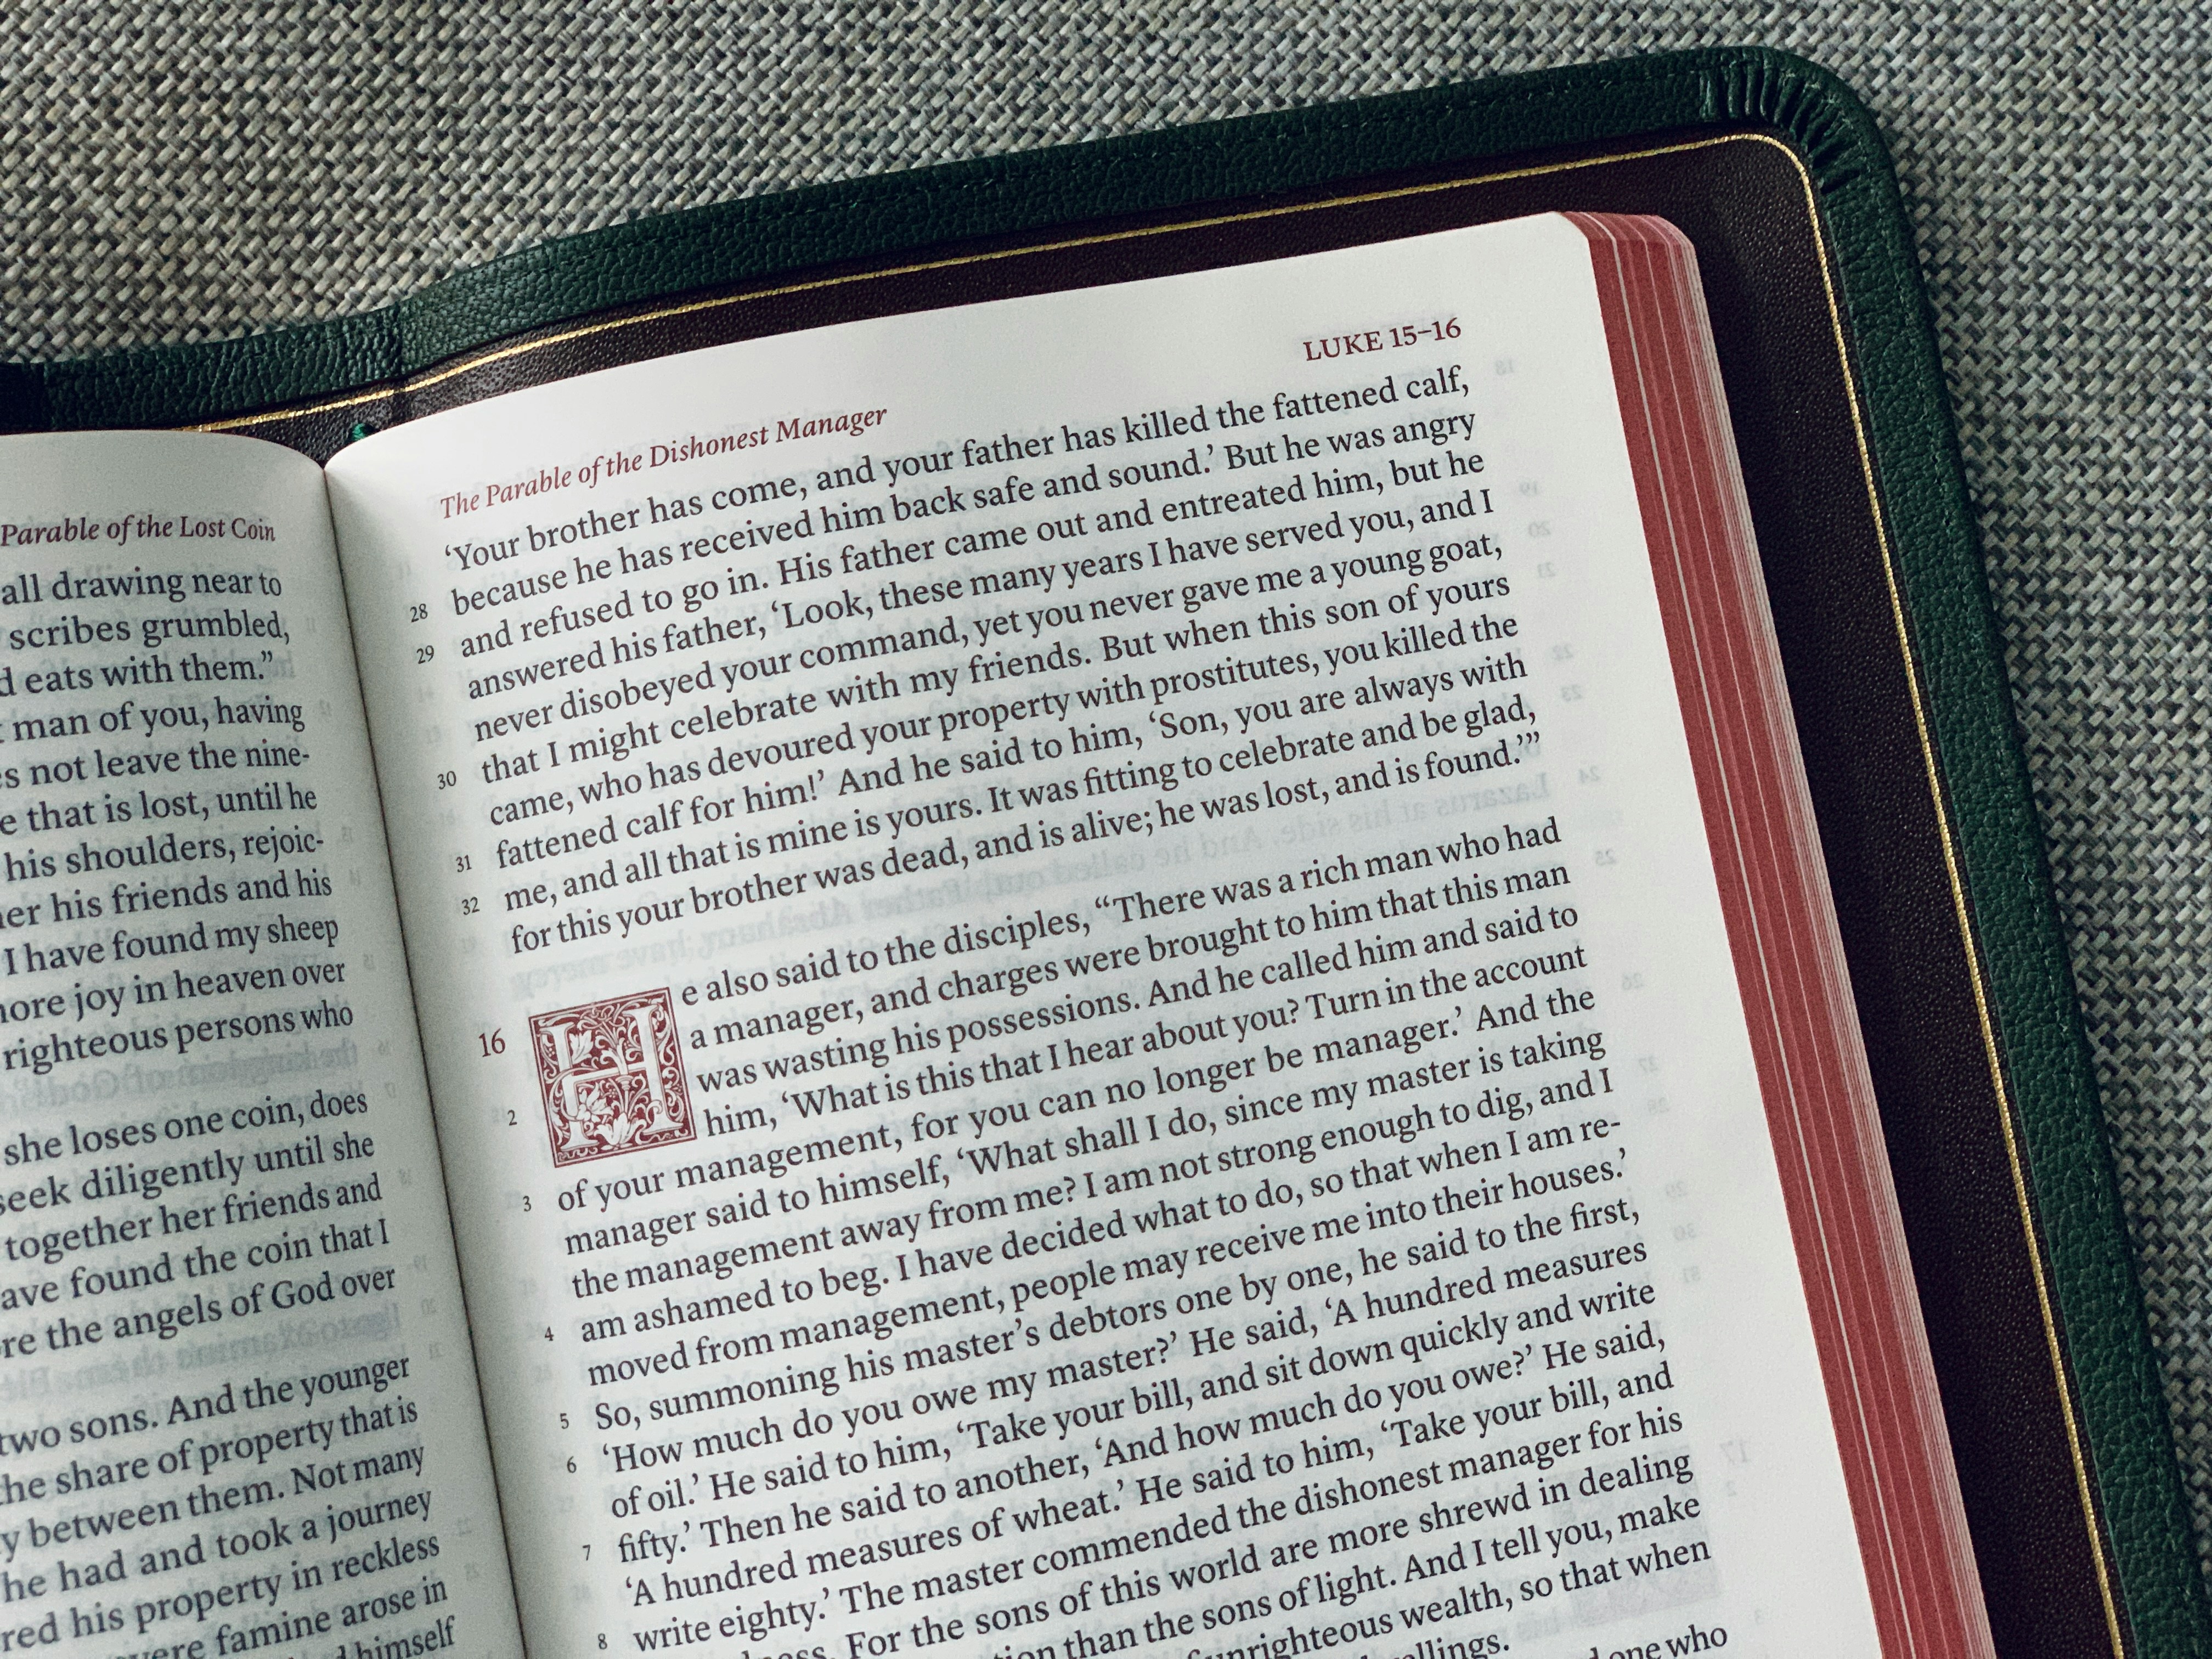 Parable of the Lost Coin
all drawing near to
scribes grumbled,
eats with them.”
man of you, having
not leave the nine-
that is lost, until he
his shoulders, rejoic-
his friends and his
I have found my sheep
joy in heaven over
righteous persons who
she loses one coin, does
seek diligently until she
together her friends and
found the coin that I
the angels of God over
two sons. And the younger
the share of property that is
between them. Not many
he had and took a journey
his property in reckless
famine arose in
himself
The Parable of the Dishonest Manager
LUKE 15–16
‘Your brother has come, and your father has killed the fattened calf,
28 because he has received him back safe and sound.’ But he was angry
29 and refused to go in. His father came out and entreated him, but he
answered his father, ‘Look, these many years I have served you, and I
never disobeyed your command, yet you never gave me a young goat,
30 that I might celebrate with my friends. But when this son of yours
came, who has devoured your property with prostitutes, you killed the
31 fattened calf for him!’ And he said to him, ‘Son, you are always with
32 me, and all that is mine is yours. It was fitting to celebrate and be glad,
for this your brother was dead, and is alive; he was lost, and is found.’”
16 He also said to the disciples, “There was a rich man who had
a manager, and charges were brought to him that this man
2 was wasting his possessions. And he called him and said to
him, ‘What is this that I hear about you? Turn in the account
3 of your management, for you can no longer be manager.’ And the
manager said to himself, ‘What shall I do, since my master is taking
the management away from me? I am not strong enough to dig, and I
4 am ashamed to beg. I have decided what to do, so that when I am re-
moved from management, people may receive me into their houses.’
5 So, summoning his master’s debtors one by one, he said to the first,
6 ‘How much do you owe my master?’ He said, ‘A hundred measures
of oil.’ He said to him, ‘Take your bill, and sit down quickly and write
7 fifty.’ Then he said to another, ‘And how much do you owe?’ He said,
‘A hundred measures of wheat.’ He said to him, ‘Take your bill, and
8 write eighty.’ The master commended the dishonest manager for his
For the sons of this world are more shrewd in dealing
than the sons of light. And I tell you, make
unrighteous wealth, so that when
one who